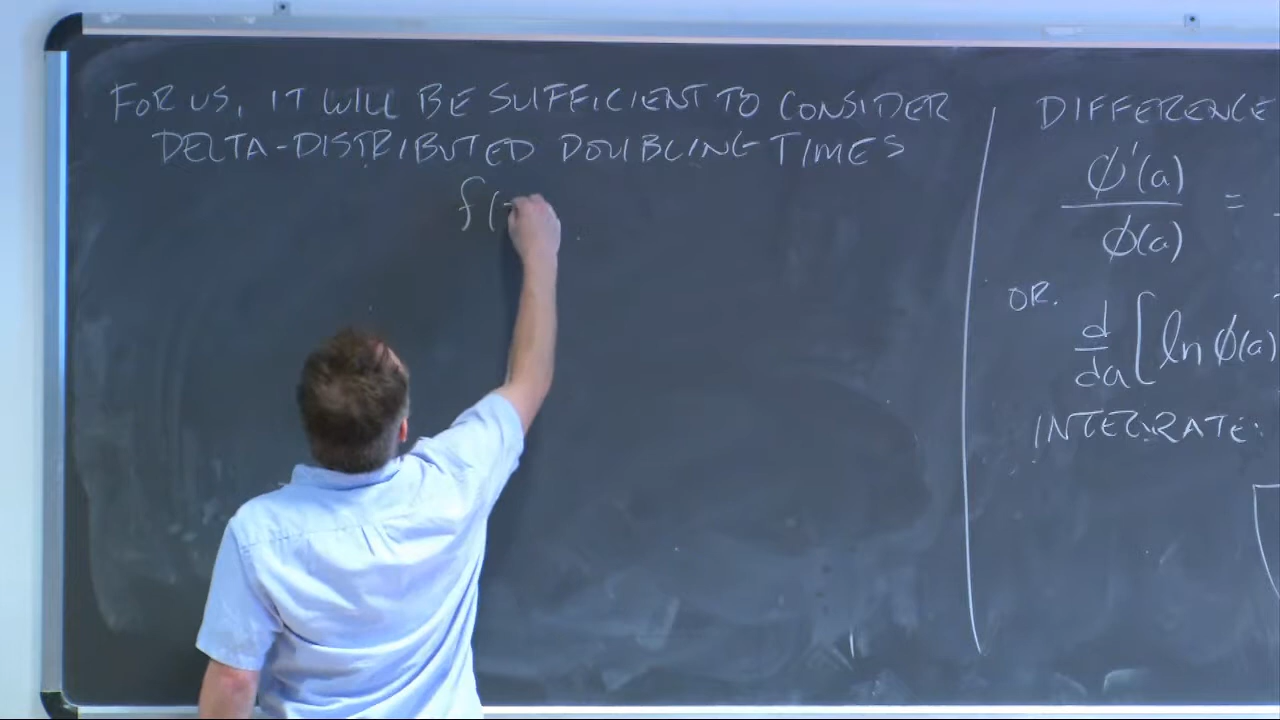 FOR US, IT WILL BE SUFFICIENT TO CONSIDER
DELTA-DISTRIBUTED DOUBLING TIMES
f(
DIFFERENCE
ϕ'(a)
ϕ(a)
=
OR.
d
da
[ln ϕ(a)
INTEGRATE: